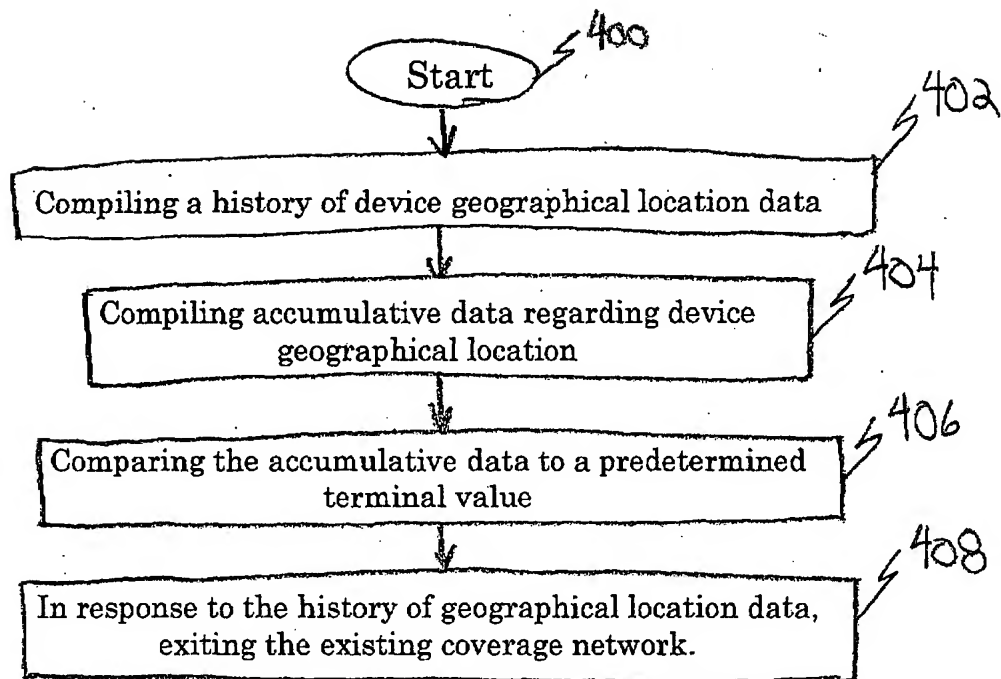 400
Start
402
Compiling a history of device geographical location data
404
Compiling accumulative data regarding device
geographical location
406
Comparing the accumulative data to a predetermined
terminal value
408
In response to the history of geographical location data,
exiting the existing coverage network.